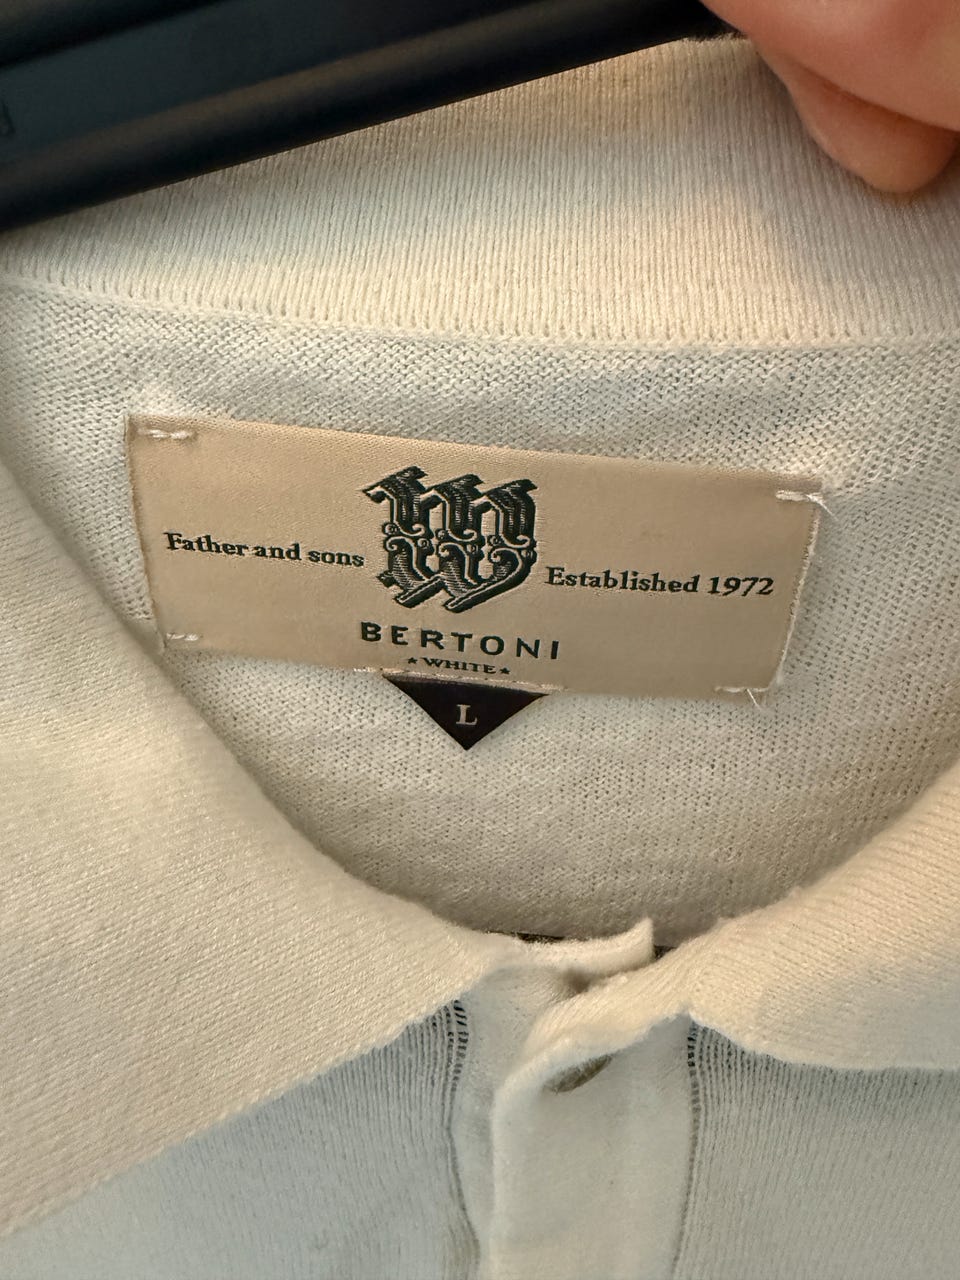 Father and sons
W
Established 1972
BERTONI
★WHITE★
L